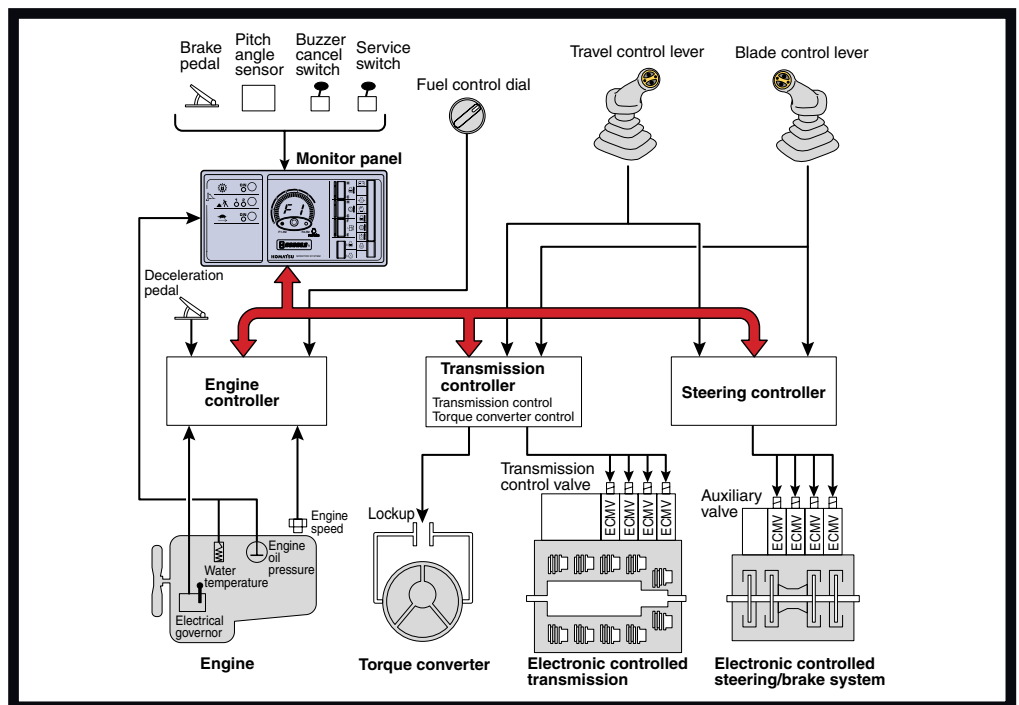 Brake
pedal
Pitch
angle
sensor
Buzzer
cancel
switch
Service
switch
Fuel control dial
Travel control lever
Blade control lever
Monitor panel
F1
KOMATSU
Deceleration
pedal
Engine
controller
Transmission
controller
Transmission control
Torque converter control
Steering controller
Engine
speed
Engine
oil
pressure
Water
temperature
Electrical
governor
Engine
Lockup
Torque converter
Transmission
control valve
ECMV
ECMV
ECMV
ECMV
Electronic controlled
transmission
Auxiliary
valve
ECMV
ECMV
ECMV
ECMV
Electronic controlled
steering/brake system